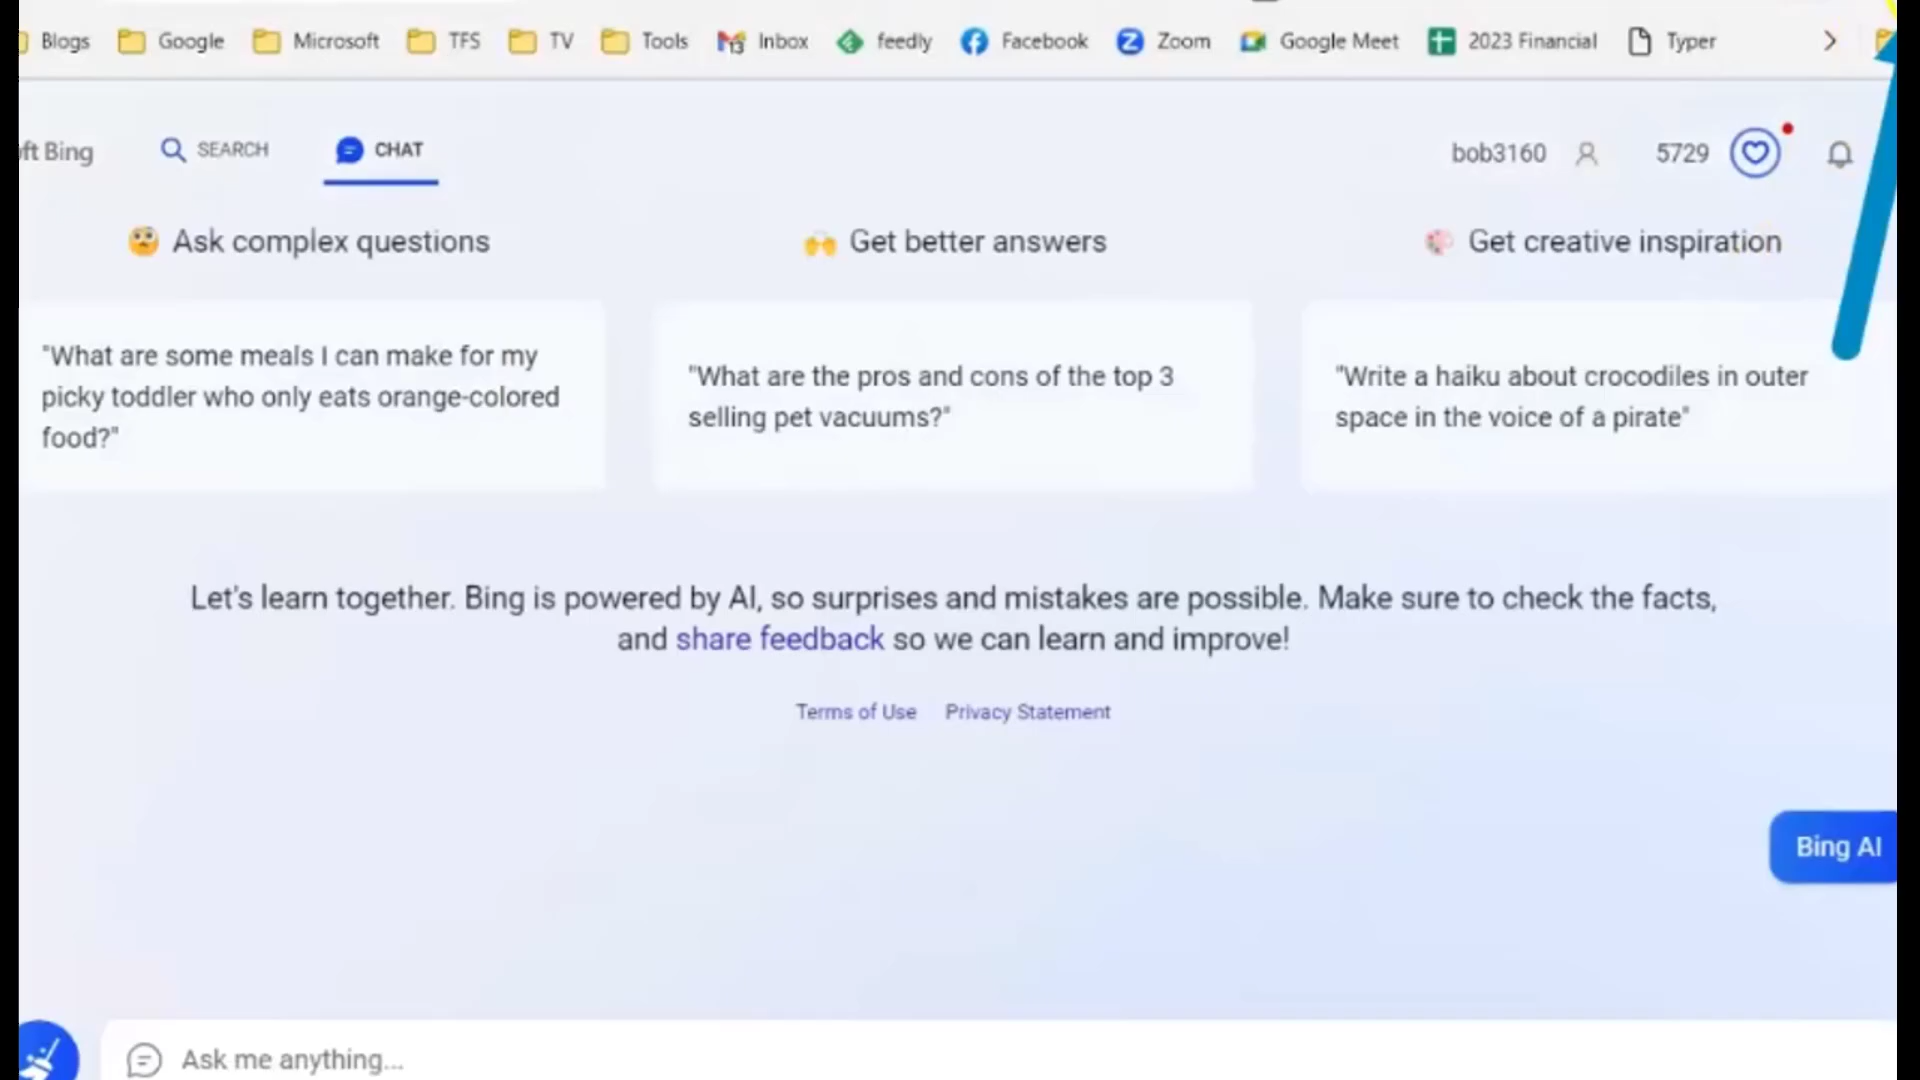 Blogs Google Microsoft TFS TV Tools 13 Inbox feedly Facebook Zoom Google Meet 2023 Financial Typer
ft Bing SEARCH CHAT bob3160 5729
Ask complex questions Get better answers Get creative inspiration
"What are some meals I can make for my
picky toddler who only eats orange-colored
food?"
"What are the pros and cons of the top 3
selling pet vacuums?"
"Write a haiku about crocodiles in outer
space in the voice of a pirate"
Let's learn together. Bing is powered by AI, so surprises and mistakes are possible. Make sure to check the facts,
and share feedback so we can learn and improve!
Terms of Use Privacy Statement
Bing AI
Ask me anything...